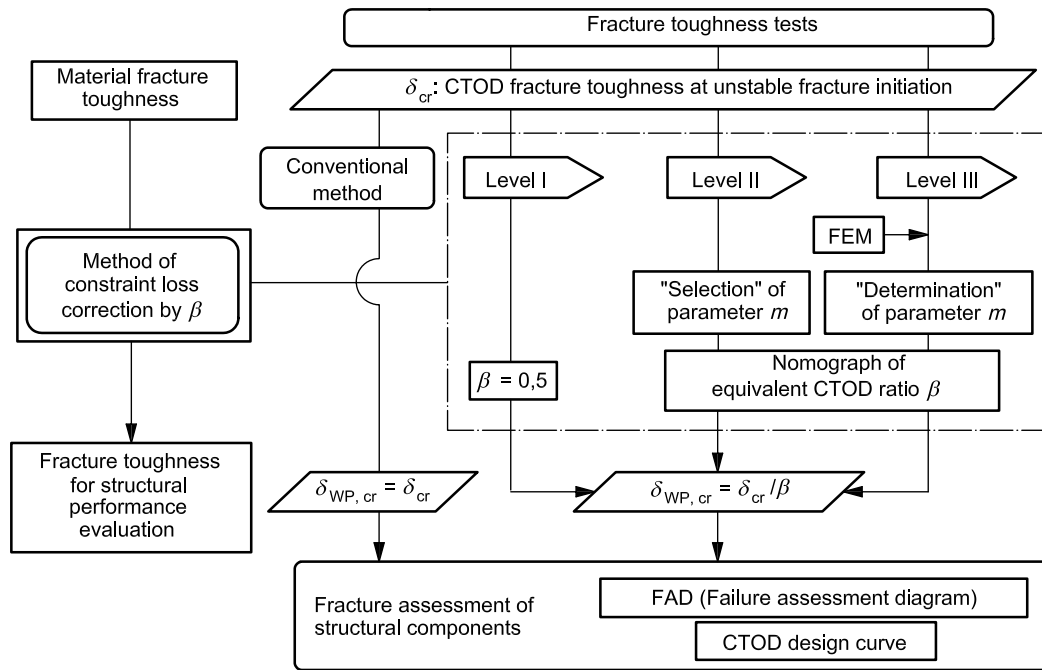 Fracture toughness tests
Material fracture
toughness
δcr: CTOD fracture toughness at unstable fracture initiation
Conventional
method
Level I
Level II
Level III
FEM
Method of
constraint loss
correction by β
"Selection" of
parameter m
"Determination"
of parameter m
β = 0,5
Nomograph of
equivalent CTOD ratio β
Fracture toughness
for structural
performance
evaluation
δWP, cr = δcr
δWP, cr = δcr /β
Fracture assessment of
structural components
FAD (Failure assessment diagram)
CTOD design curve